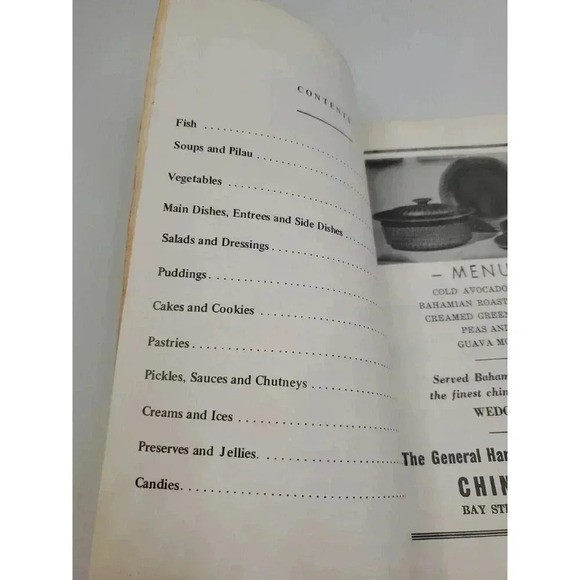 CONTENTS
Fish
Soups and Pilau
Vegetables
Main Dishes, Entrees and Side Dishes
Salads and Dressings
Puddings
Cakes and Cookies
Pastries
Pickles, Sauces and Chutneys
Creams and Ices
Preserves and Jellies
Candies
– MENU
COLD AVOCADO
BAHAMIAN ROAST
CREAMED GREEN
PEAS AND
GUAVA
Served
the finest
The General
BAY